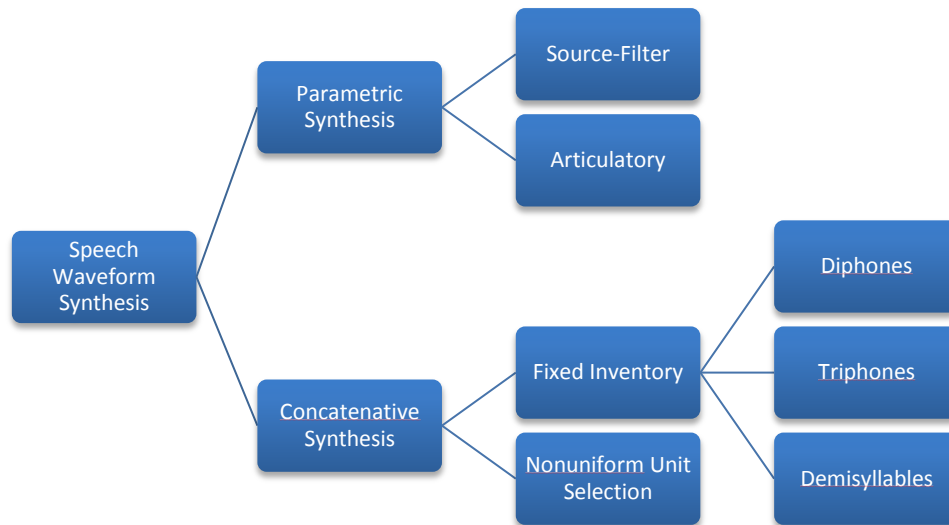 Source-Filter
Parametric
Synthesis
Articulatory
Speech
Waveform
Synthesis
Diphones
Fixed Inventory
Triphones
Concatenative
Synthesis
Nonuniform Unit
Selection
Demisyllables